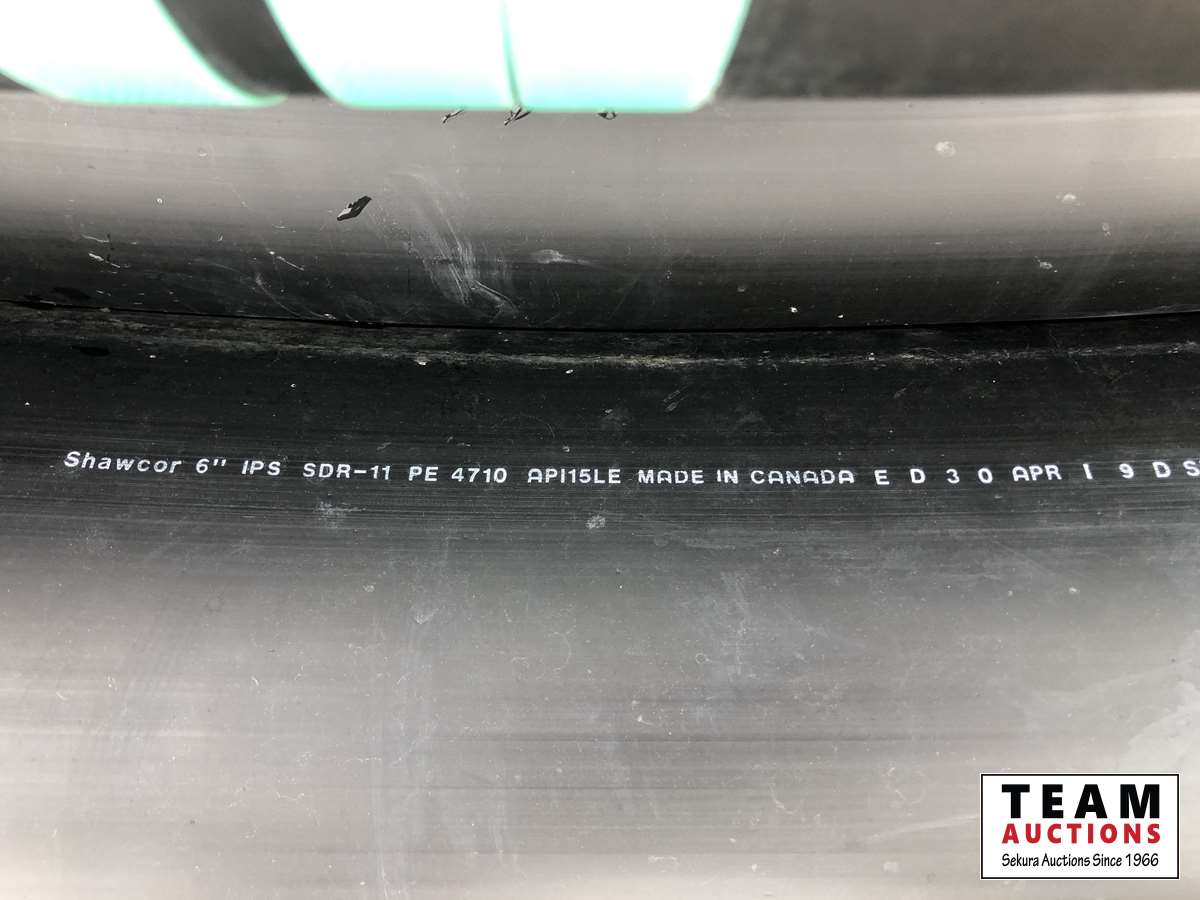 Shawcor 6" IPS SDR-11 PE 4710 API15LE MADE IN CANADA E D 3 0 APR 1 9 D S
TEAM
AUCTIONS
Sekura Auctions Since 1966